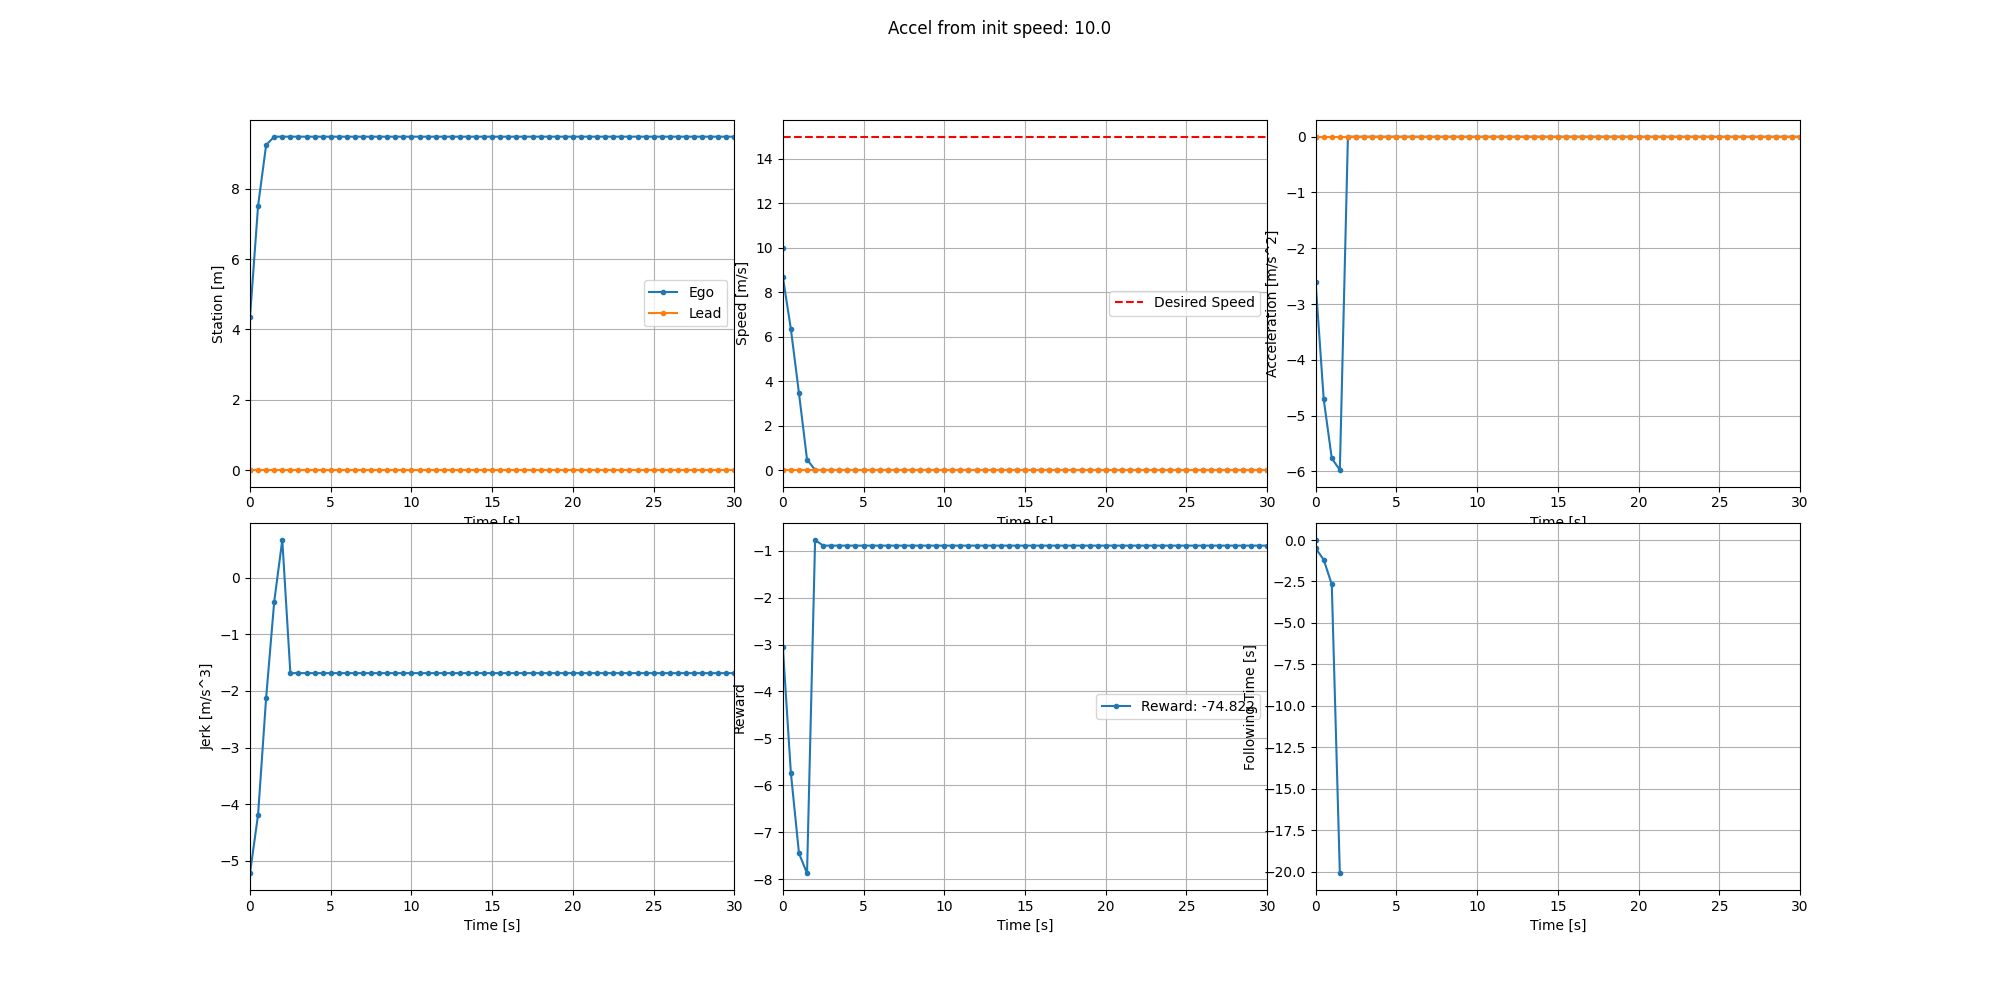 Accel from init speed: 10.0
Station [m]
8
6
4
2
0
Ego
Lead
0 5 10 15 20 25 30
Time [s]
Speed [m/s]
14
12
10
8
6
4
2
0
Desired Speed
0 5 10 15 20 25 30
Time [s]
Acceleration [m/s^2]
0
−1
−2
−3
−4
−5
−6
0 5 10 15 20 25 30
Time [s]
Jerk [m/s^3]
0
−1
−2
−3
−4
−5
0 5 10 15 20 25 30
Time [s]
Reward
−1
−2
−3
−4
−5
−6
−7
−8
Reward: -74.822
0 5 10 15 20 25 30
Time [s]
Following Time [s]
0.0
−2.5
−5.0
−7.5
−10.0
−12.5
−15.0
−17.5
−20.0
0 5 10 15 20 25 30
Time [s]